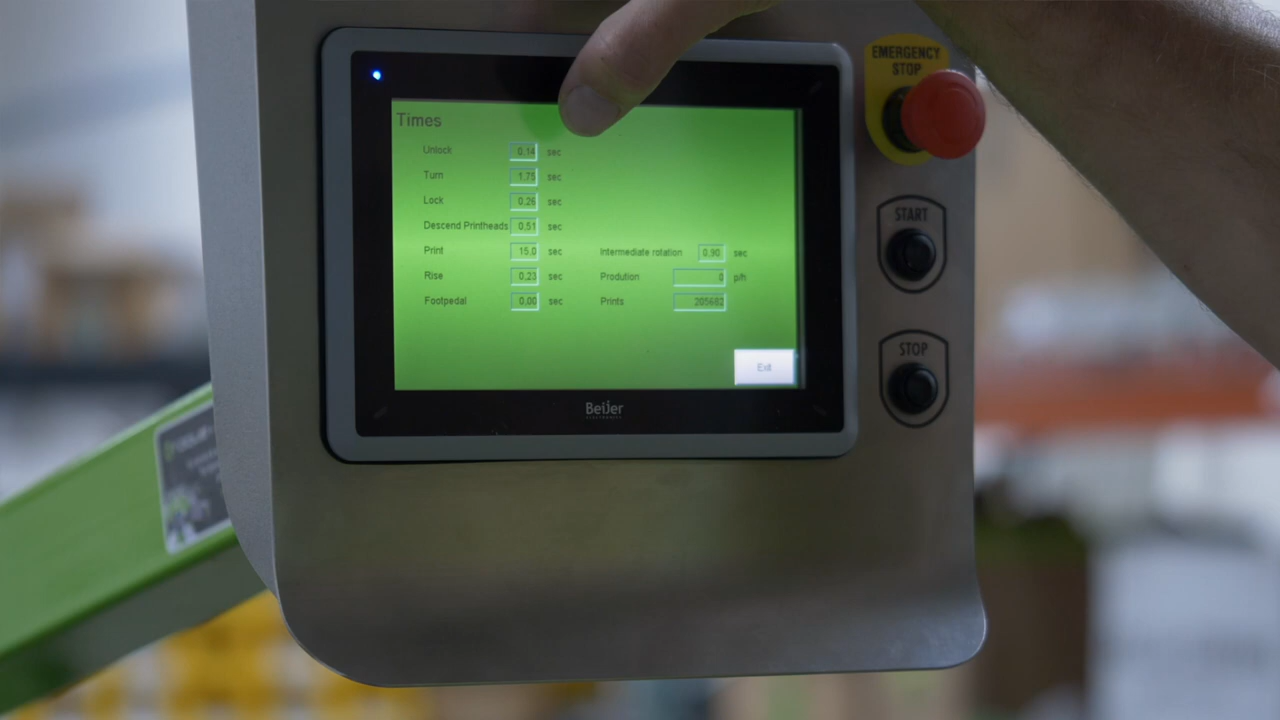 EMERGENCY
STOP
Times
Unlock 0,14 sec
Turn 1,75 sec
Lock 0,26 sec
Descend Printheads 0,51 sec
Print 15,0 sec Intermediate rotation 0,90 sec
Rise 0,23 sec Prodution 0 p/h
Footpedal 0,00 sec Prints 205682
Exit
START
STOP
Beijer
ELECTRONICS